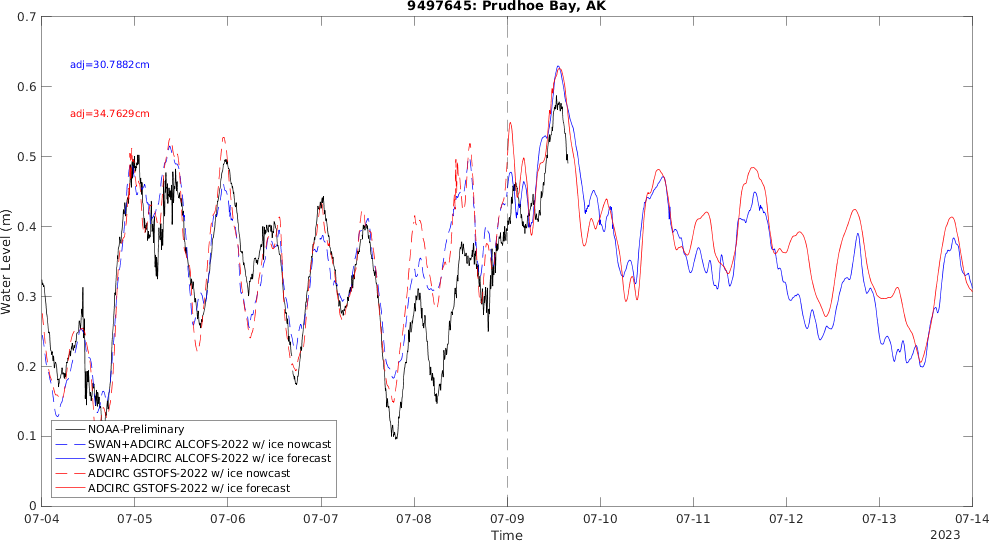 9497645: Prudhoe Bay, AK
0.7
adj=30.7882cm
0.6
adj=34.7629cm
0.5
0.4
Water Level (m)
0.3
0.2
0.1
NOAA-Preliminary
SWAN+ADCIRC ALCOFS-2022 w/ ice nowcast
SWAN+ADCIRC ALCOFS-2022 w/ ice forecast
ADCIRC GSTOFS-2022 w/ ice nowcast
ADCIRC GSTOFS-2022 w/ ice forecast
0
07-04 07-05 07-06 07-07 07-08 07-09 07-10 07-11 07-12 07-13 07-14
Time
2023